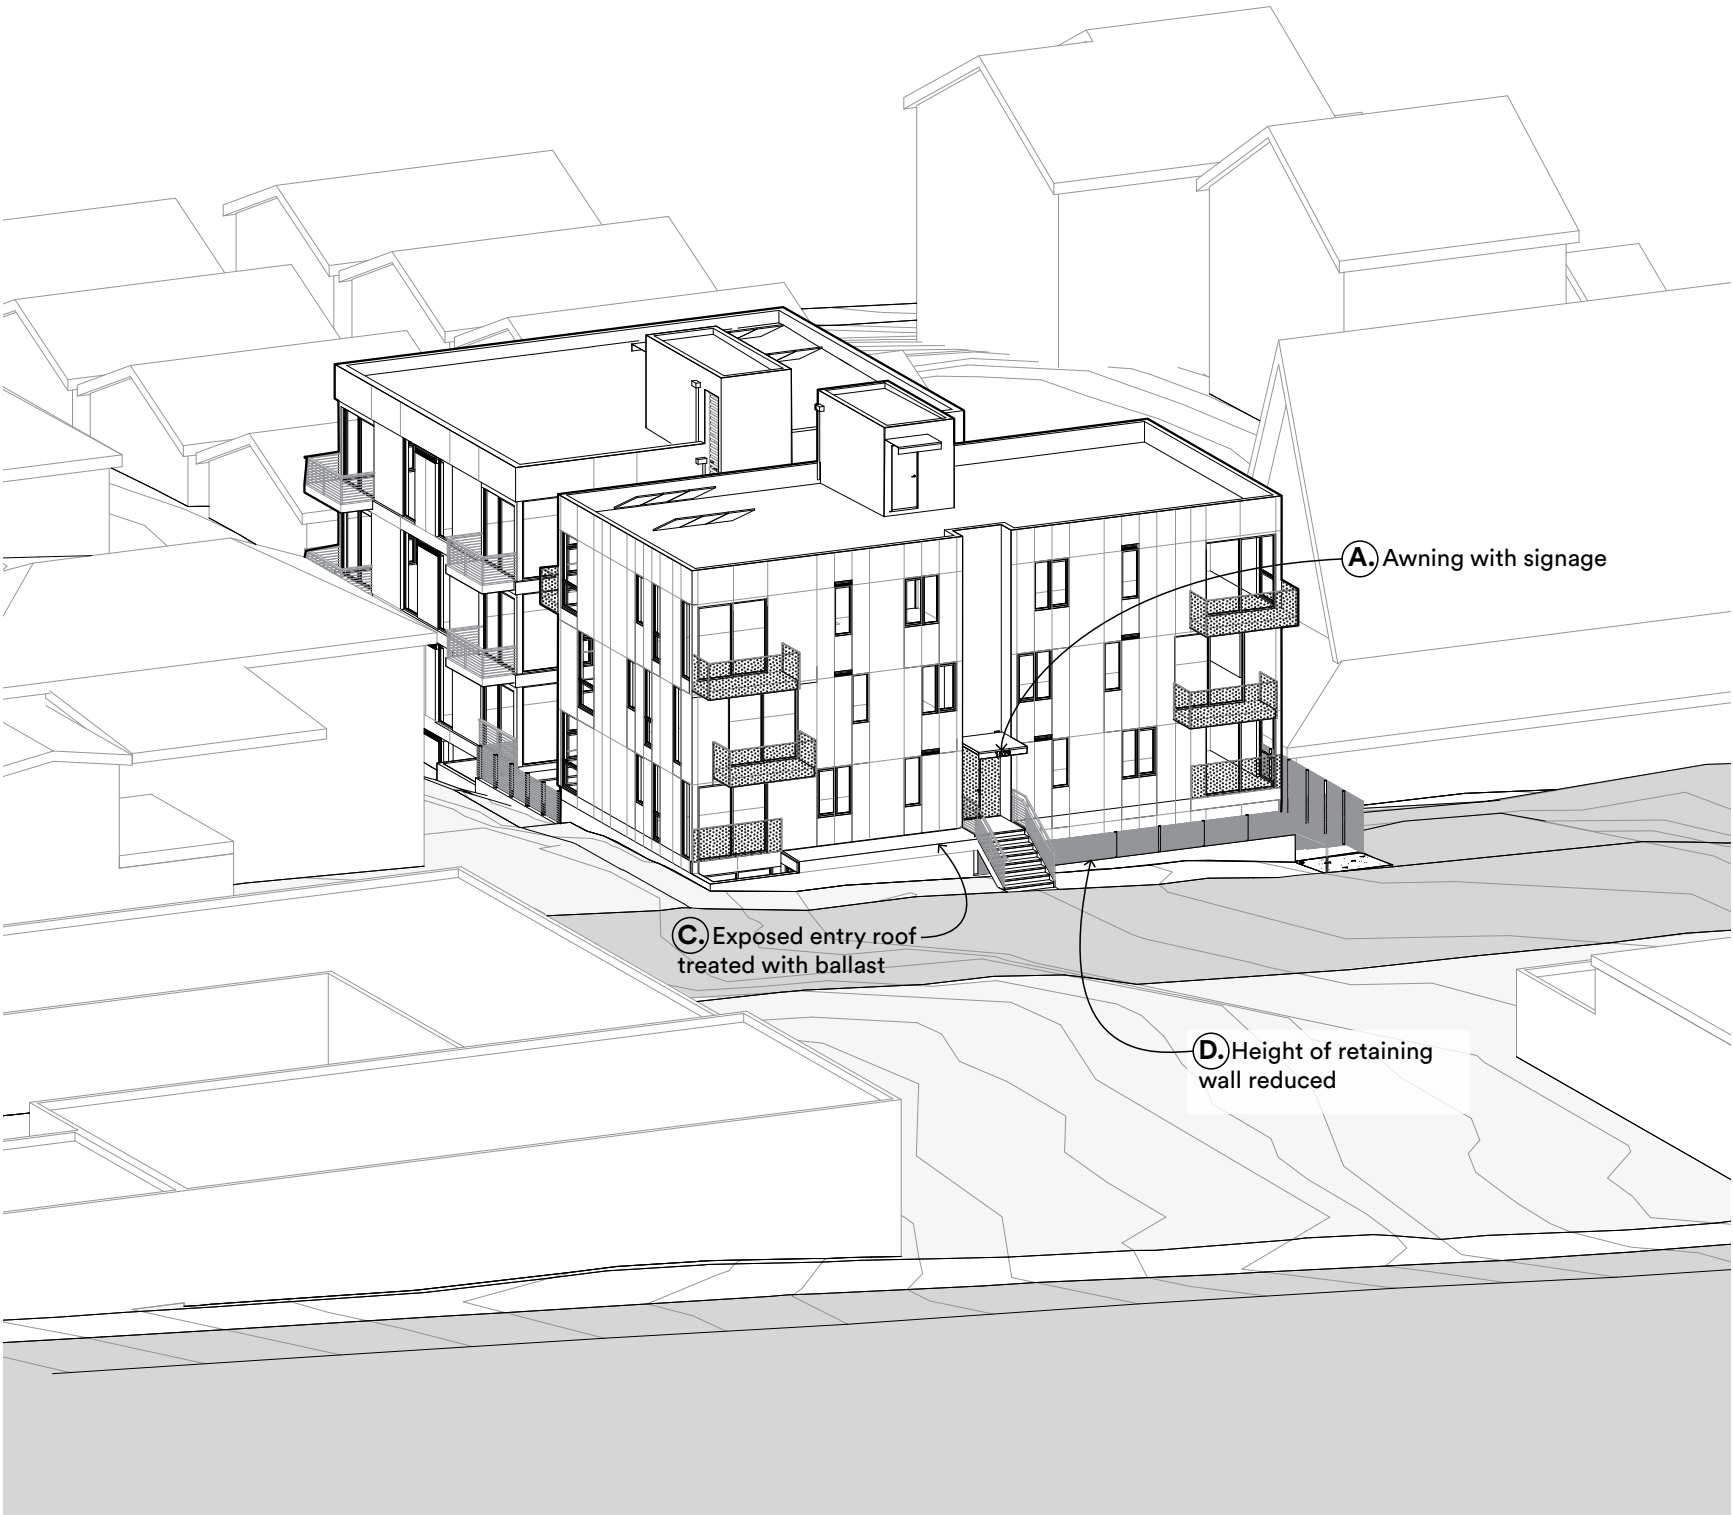 A. Awning with signage
C. Exposed entry roof
treated with ballast
D. Height of retaining
wall reduced